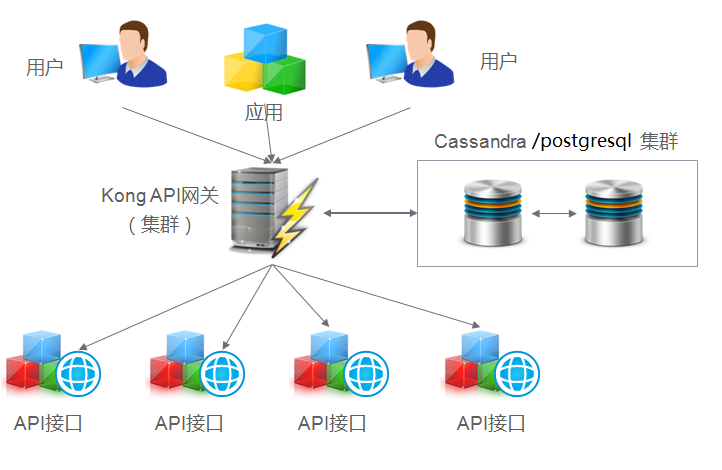 用户
应用
用户
Cassandra /postgresql 集群
Kong API网关
（集群）
API接口
API接口
API接口
API接口